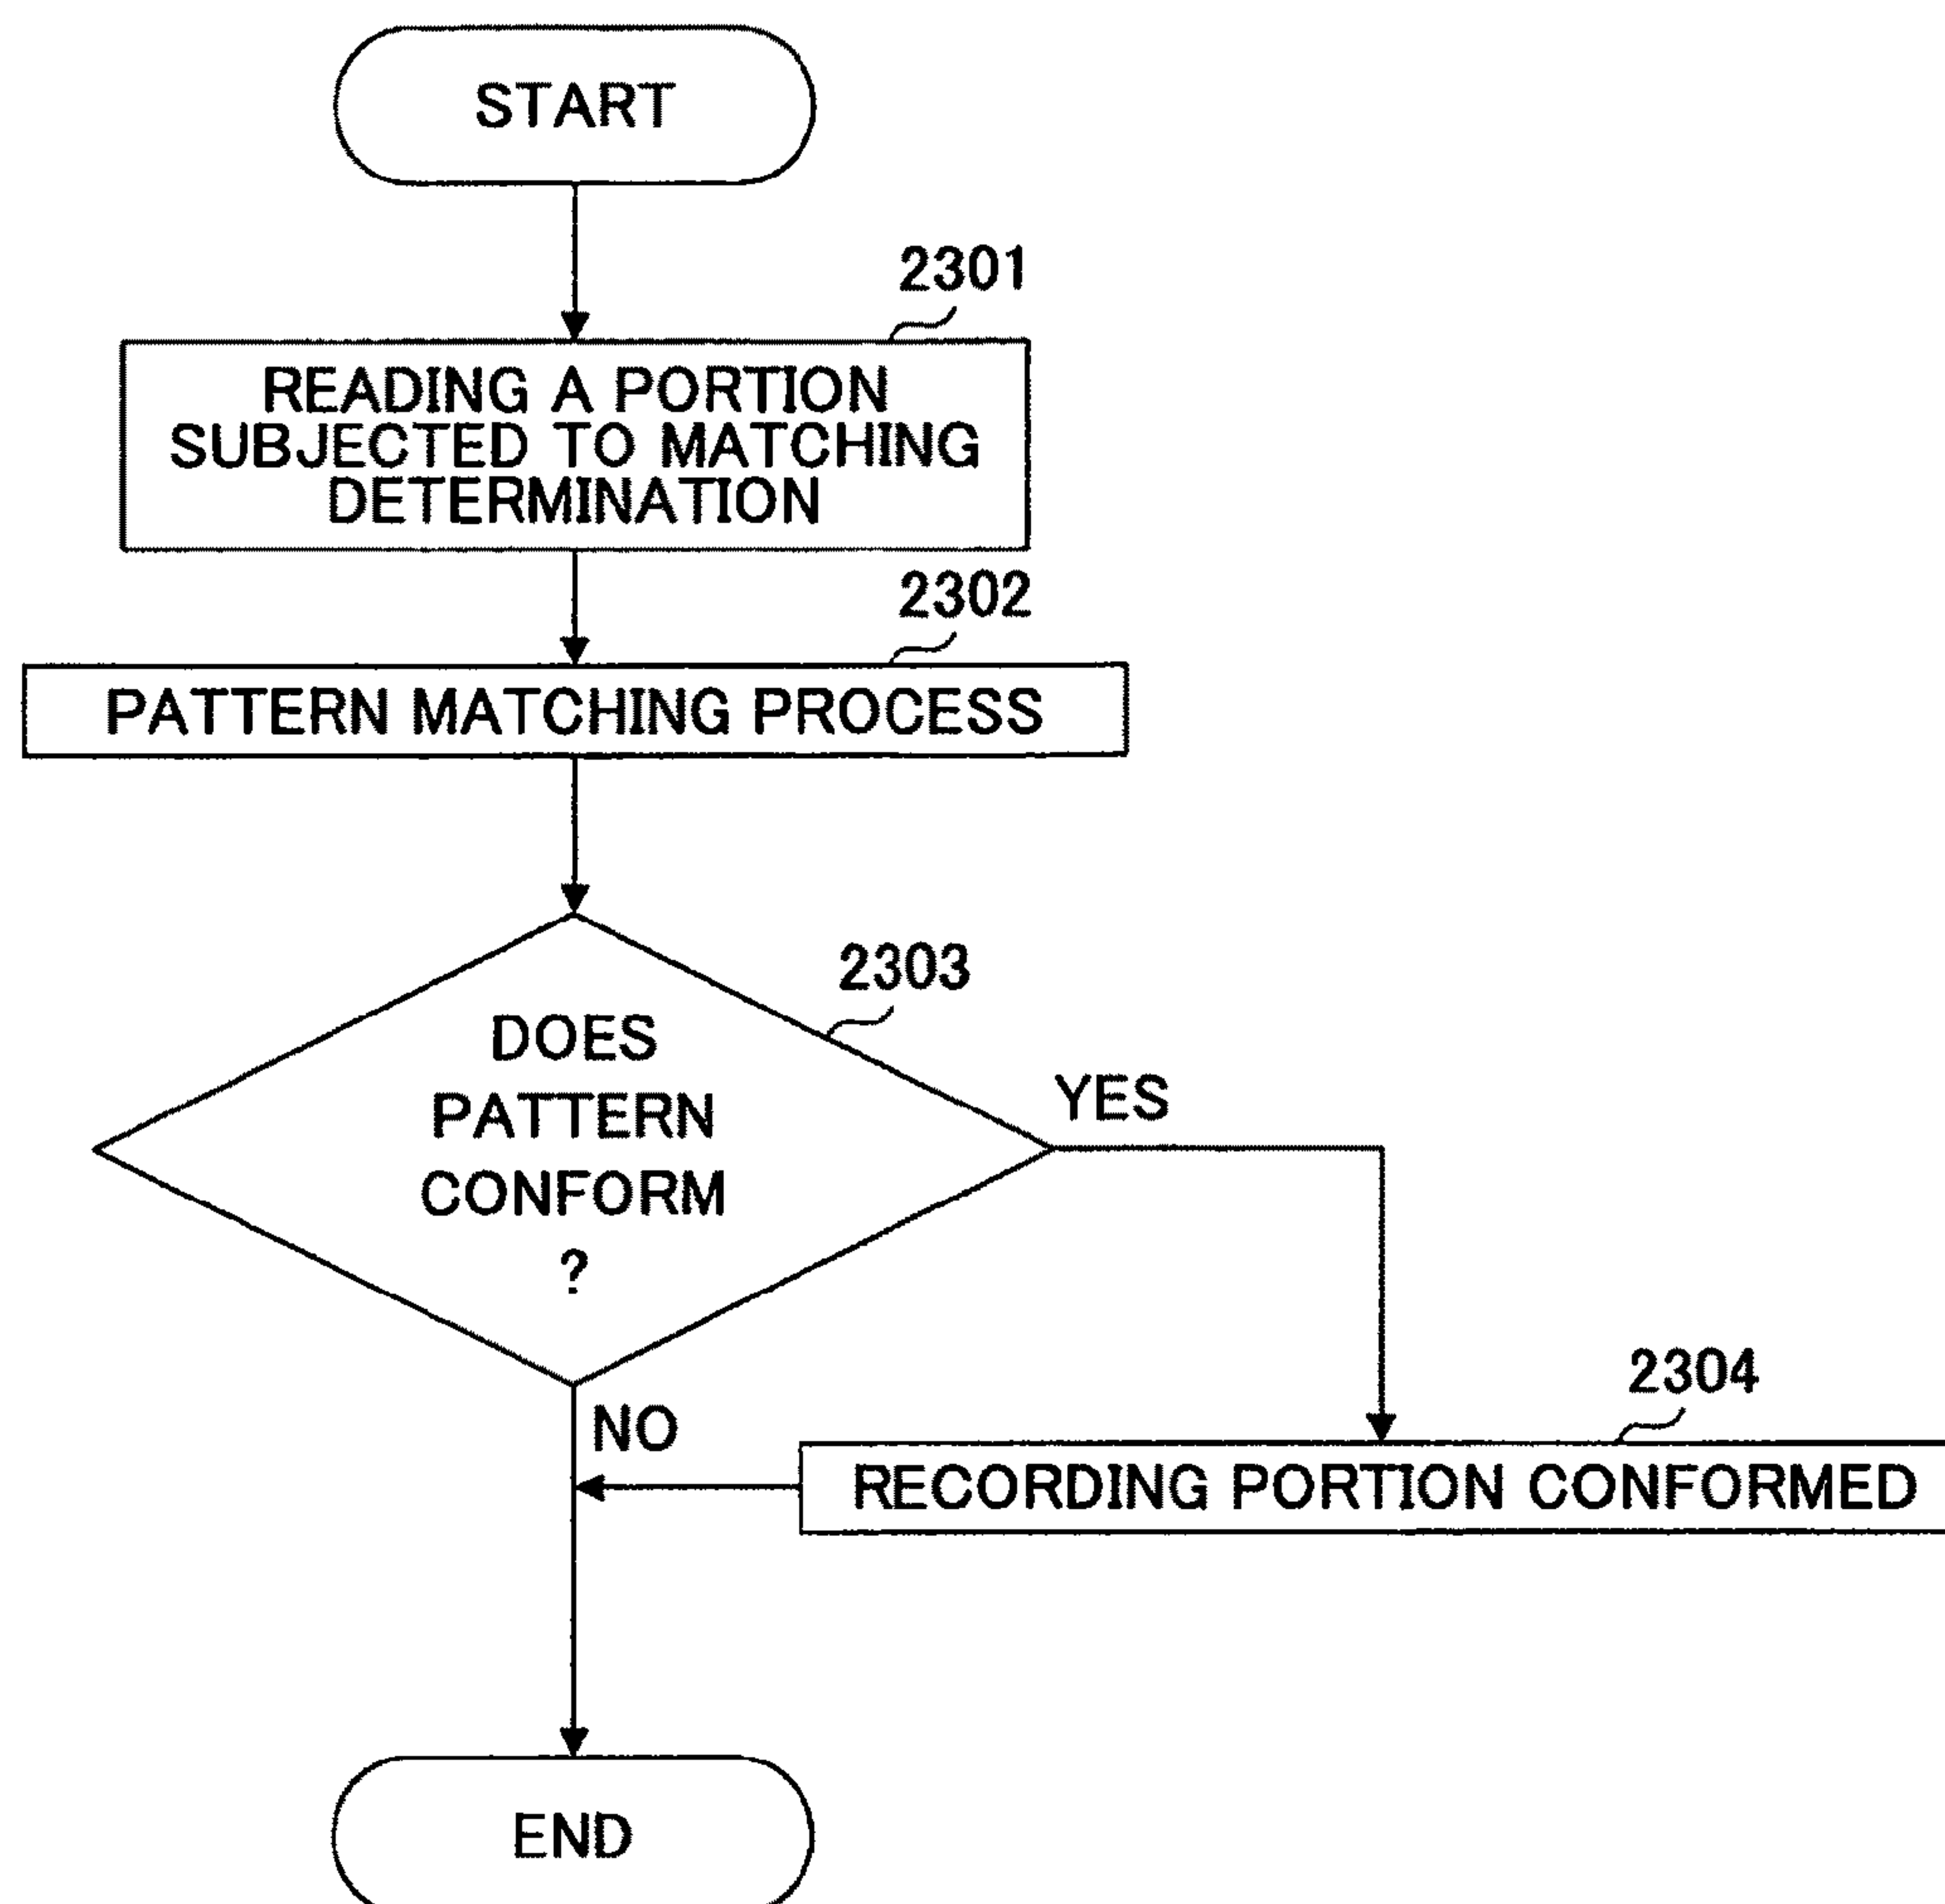 START
2301
READING A PORTION
SUBJECTED TO MATCHING
DETERMINATION
2302
PATTERN MATCHING PROCESS
2303
DOES
PATTERN
CONFORM
?
YES
NO
2304
RECORDING PORTION CONFORMED
END